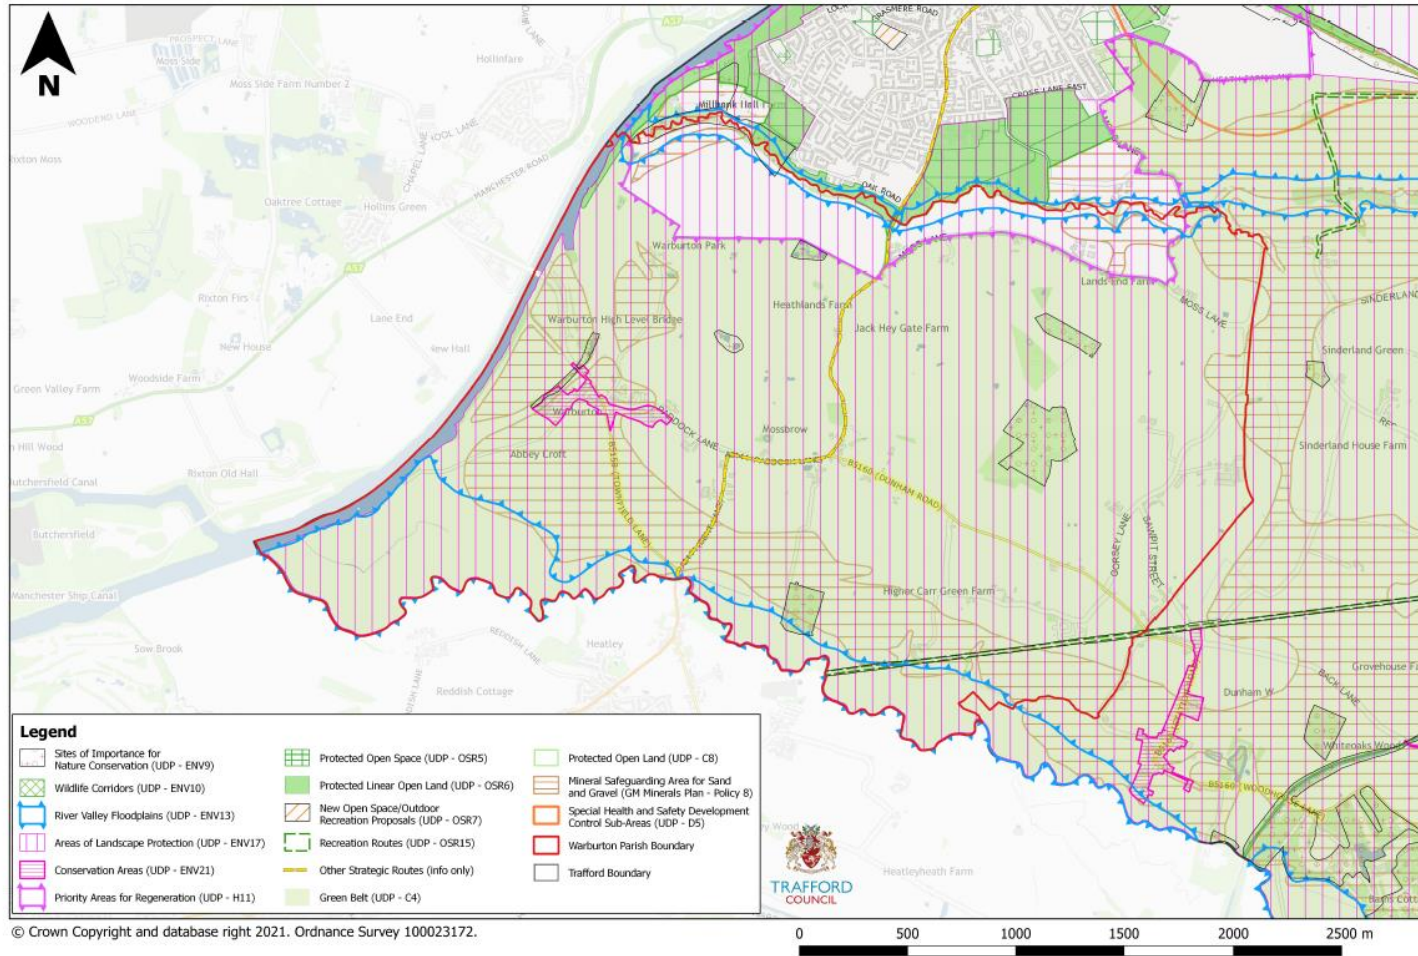 GRASMERE ROAD
PROSPECT LANE
Moss Side
Hollinfare
A57
Moss Side Farm Number 2
N
WOODEND LANE
CROSS LANE EAST
Rixton Moss
CHAPEL LANE
MANCHESTER ROAD
Oaktree Cottage
Hollins Green
OAK ROAD
Warburton Park
MOSS LANE
A57
Rixton Firs
Heathlands Farm
Lands End Farm
SINDERLAND
Lane End
Warburton High Level Bridge
Jack Hey Gate Farm
MOSS LANE
New House
New Hall
Sinderland Green
Woodside Farm
Green Valley Farm
A57
Warburton
PADDOCK LANE
Mossbrow
Hill Wood
Sinderland House Farm
Abbey Croft
Rixton Old Hall
B5160 (DUNHAM ROAD)
Butchersfield Canal
B5160 (TOWNFIELD LANE)
GORSEY LANE
SAWPIT STREET
Butchersfield
Manchester Ship Canal
Higher Carr Green Farm
REDDISH LANE
Heatley
Sow Brook
Reddish Cottage
BACK LANE
Dunham W
Whiteoaks Wood
B5160 (WOODHOUSE LANE)
Heatleyheath Farm
Legend
Sites of Importance for
Nature Conservation (UDP - ENV9)
Wildlife Corridors (UDP - ENV10)
River Valley Floodplains (UDP - ENV13)
Areas of Landscape Protection (UDP - ENV17)
Conservation Areas (UDP - ENV21)
Priority Areas for Regeneration (UDP - H11)
Protected Open Space (UDP - OSR5)
Protected Linear Open Land (UDP - OSR6)
New Open Space/Outdoor
Recreation Proposals (UDP - OSR7)
Recreation Routes (UDP - OSR15)
Other Strategic Routes (info only)
Green Belt (UDP - C4)
Protected Open Land (UDP - C8)
Mineral Safeguarding Area for Sand
and Gravel (GM Minerals Plan - Policy 8)
Special Health and Safety Development
Control Sub-Areas (UDP - D5)
Warburton Parish Boundary
Trafford Boundary
TRAFFORD
COUNCIL
© Crown Copyright and database right 2021. Ordnance Survey 100023172.
0 500 1000 1500 2000 2500 m